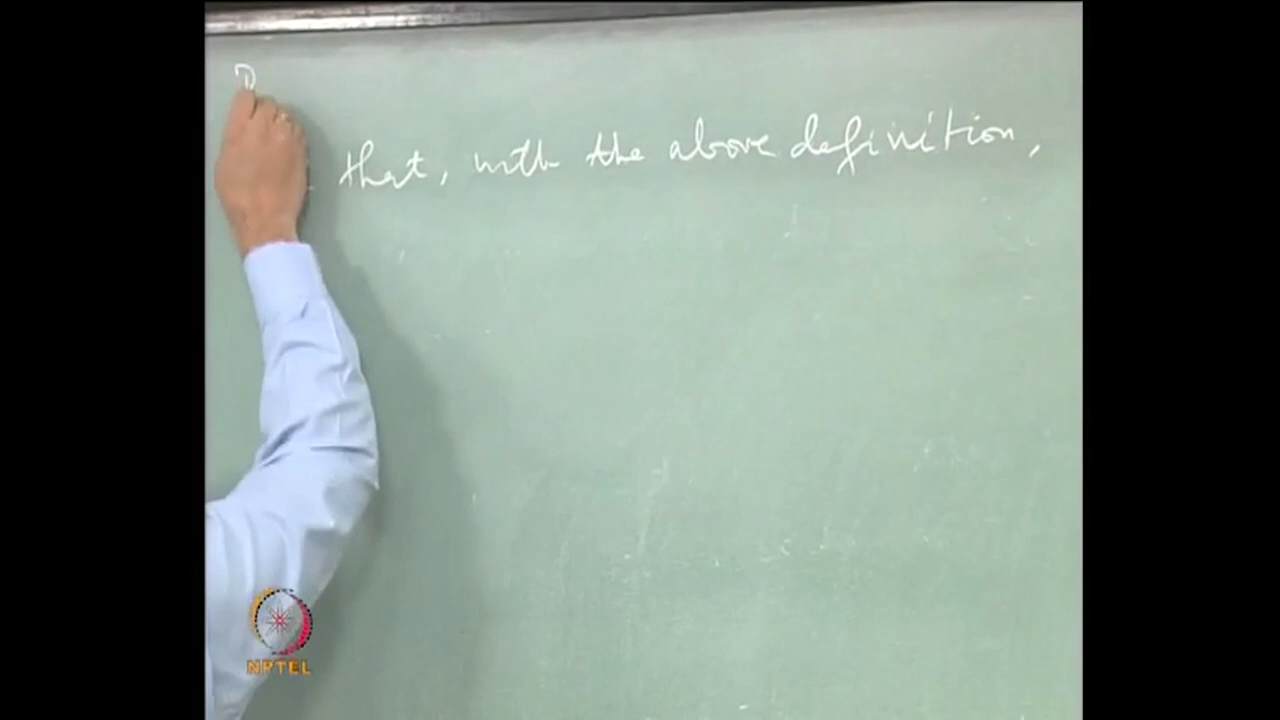 that, with the above definition,
NPTEL